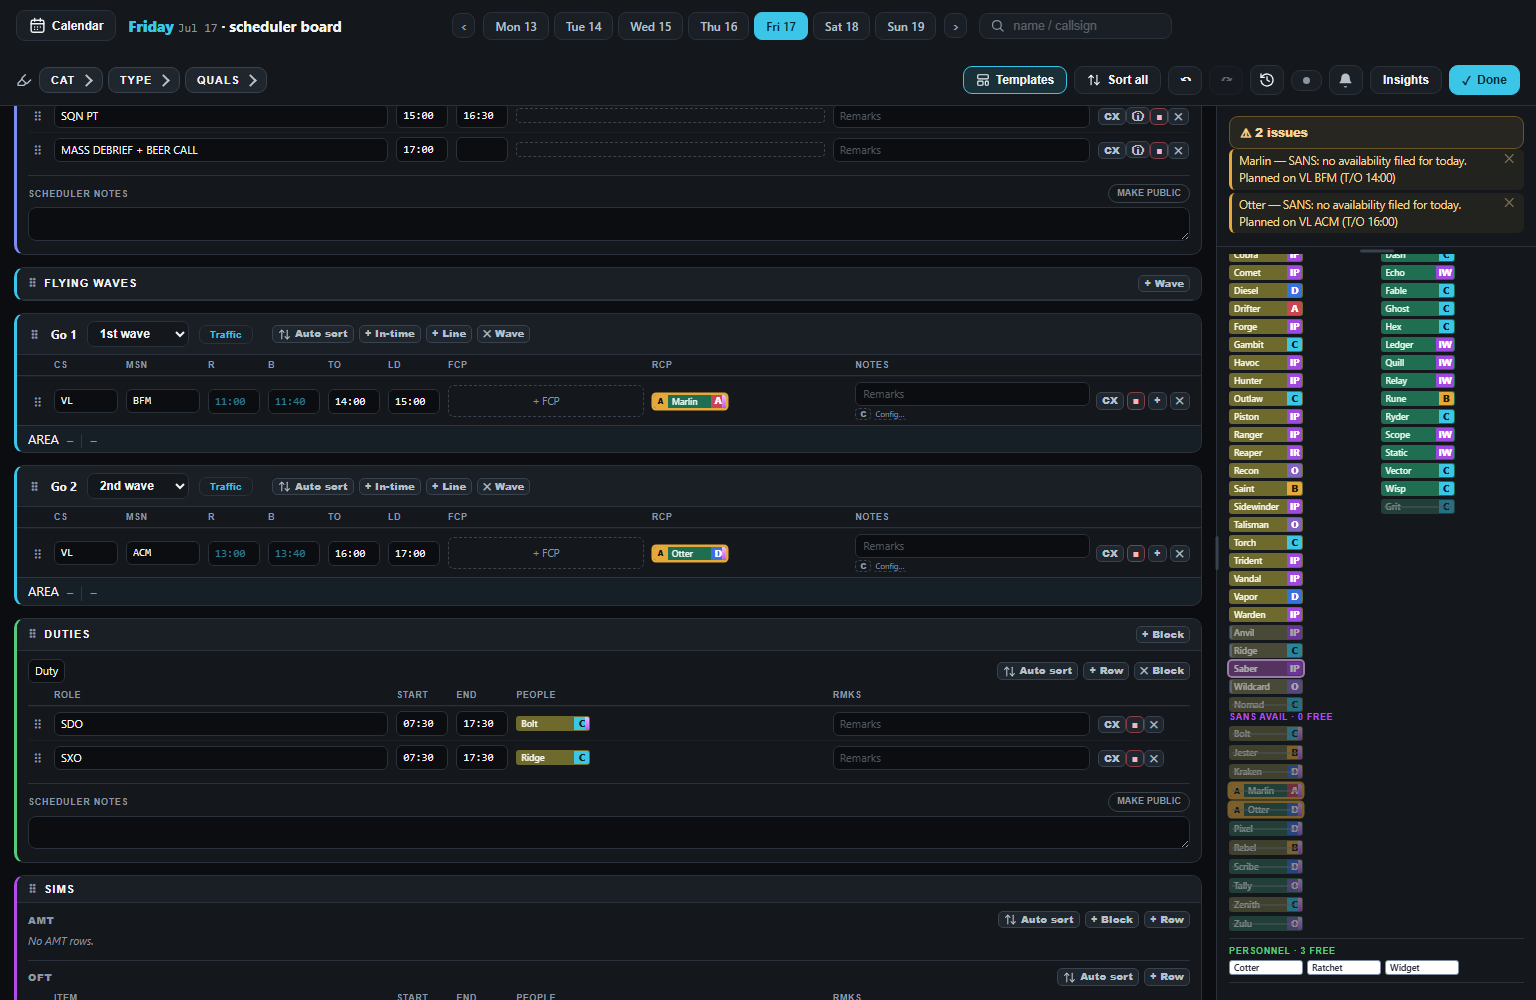 Calendar
Friday Jul 17 · scheduler board
Mon 13
Tue 14
Wed 15
Thu 16
Fri 17
Sat 18
Sun 19
name / callsign
CAT
TYPE
QUALS
Templates
Sort all
Insights
✓ Done
SQN PT
15:00
16:30
Remarks
CX
MASS DEBRIEF + BEER CALL
17:00
Remarks
CX
SCHEDULER NOTES
MAKE PUBLIC
FLYING WAVES
+ Wave
Go 1
1st wave
Traffic
Auto sort
+ In-time
+ Line
✕ Wave
CS MSN R B TO LD FCP RCP NOTES
VL
BFM
11:00
11:40
14:00
15:00
+ FCP
A Marlin A
Remarks
C Config...
CX
AREA – –
Go 2
2nd wave
Traffic
Auto sort
+ In-time
+ Line
✕ Wave
CS MSN R B TO LD FCP RCP NOTES
VL
ACM
13:00
13:40
16:00
17:00
+ FCP
A Otter D
Remarks
C Config...
CX
AREA – –
DUTIES
+ Block
Duty
Auto sort
+ Row
✕ Block
ROLE START END PEOPLE RMKS
SDO
07:30
17:30
Bolt C
Remarks
CX
SXO
07:30
17:30
Ridge C
Remarks
CX
SCHEDULER NOTES
MAKE PUBLIC
SIMS
AMT
Auto sort
+ Block
+ Row
No AMT rows.
OFT
Auto sort
+ Row
ITEM START END PEOPLE RMKS
⚠ 2 issues
Marlin — SANS: no availability filed for today.
Planned on VL BFM (T/O 14:00)
Otter — SANS: no availability filed for today.
Planned on VL ACM (T/O 16:00)
Cobra IP
Comet IP
Diesel D
Drifter A
Forge IP
Gambit C
Havoc IP
Hunter IP
Outlaw C
Piston IP
Ranger IP
Reaper IR
Recon O
Saint B
Sidewinder IP
Talisman O
Torch C
Trident IP
Vandal IP
Vapor D
Warden IP
Anvil IP
Ridge C
Saber IP
Wildcard O
Nomad C
Dash C
Echo IW
Fable C
Ghost C
Hex C
Ledger IW
Quill IW
Relay IW
Rune B
Ryder C
Scope IW
Static IW
Vector C
Wisp C
Grit C
SANS AVAIL · 0 FREE
Bolt C
Jester B
Kraken D
A Marlin A
A Otter D
Pixel D
Rebel B
Scribe D
Tally O
Zenith C
Zulu O
PERSONNEL · 3 FREE
Cotter
Ratchet
Widget